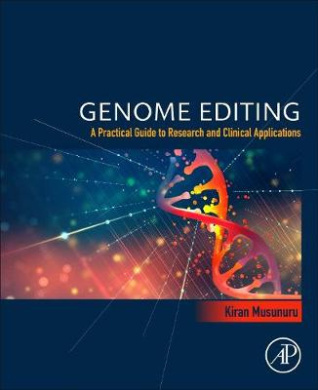 GENOME EDITING
A Practical Guide to Research and Clinical Applications
Kiran Musunuru
AP